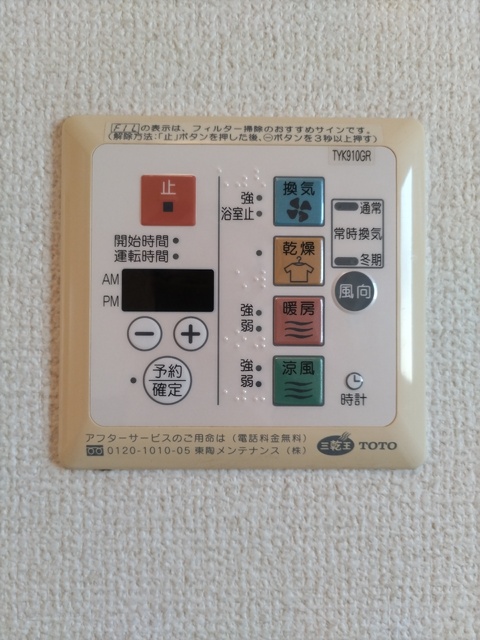 FILの表示は、フィルター掃除のおすすめサインです。
(解除方法:「止」ボタンを押した後、⊖ボタンを3秒以上押す)
TYK910GR
止
換気
強
浴室止
通常
常時換気
冬期
開始時間
運転時間
乾燥
風向
AM
PM
暖房
強
弱
− +
予約
確定
涼風
強
弱
時計
アフターサービスのご用命は(電話料金無料)
0120-1010-05 東陶メンテナンス(株)
三乾王 TOTO